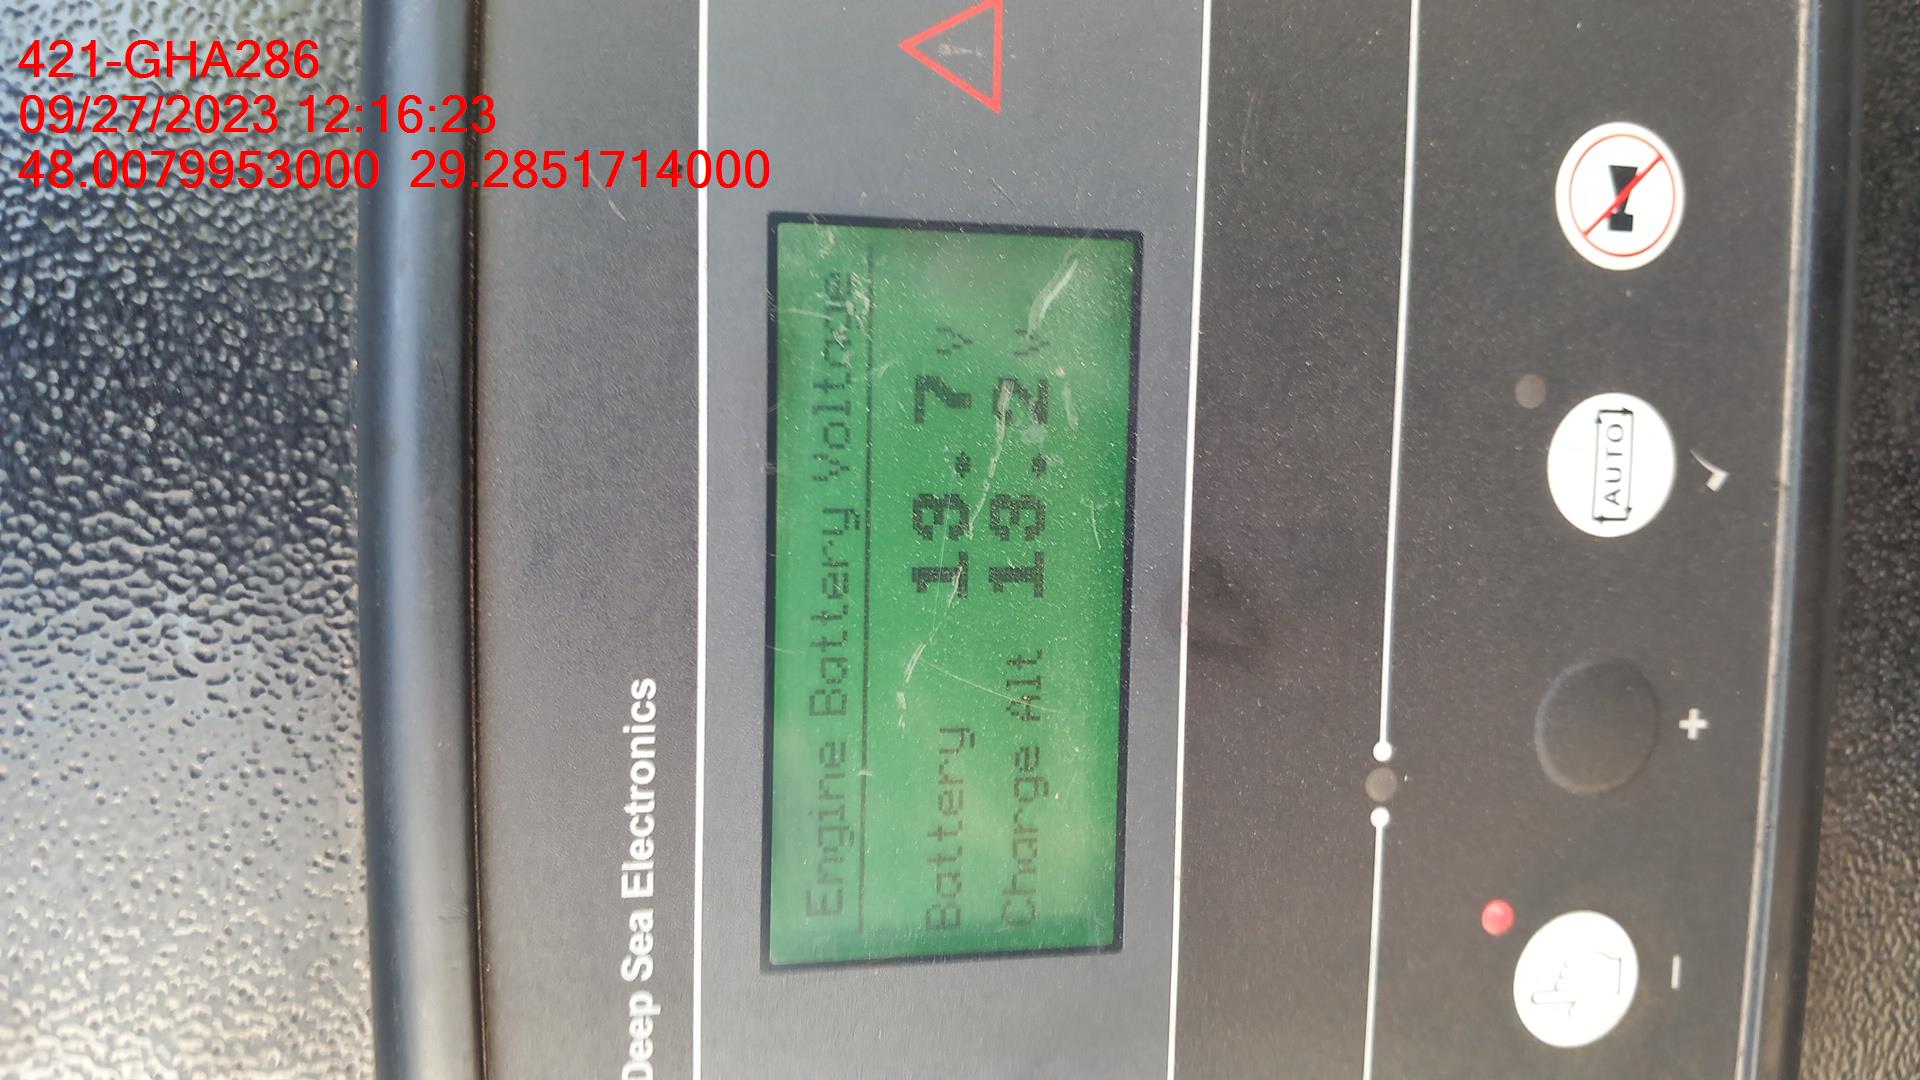 421-GHA286
09/27/2023 12:16:23
48.0079953000 29.2851714000
Deep Sea Electronics
Engine Battery Voltage
Battery 13.7 V
Charge Alt 13.2 V
AUTO
- +